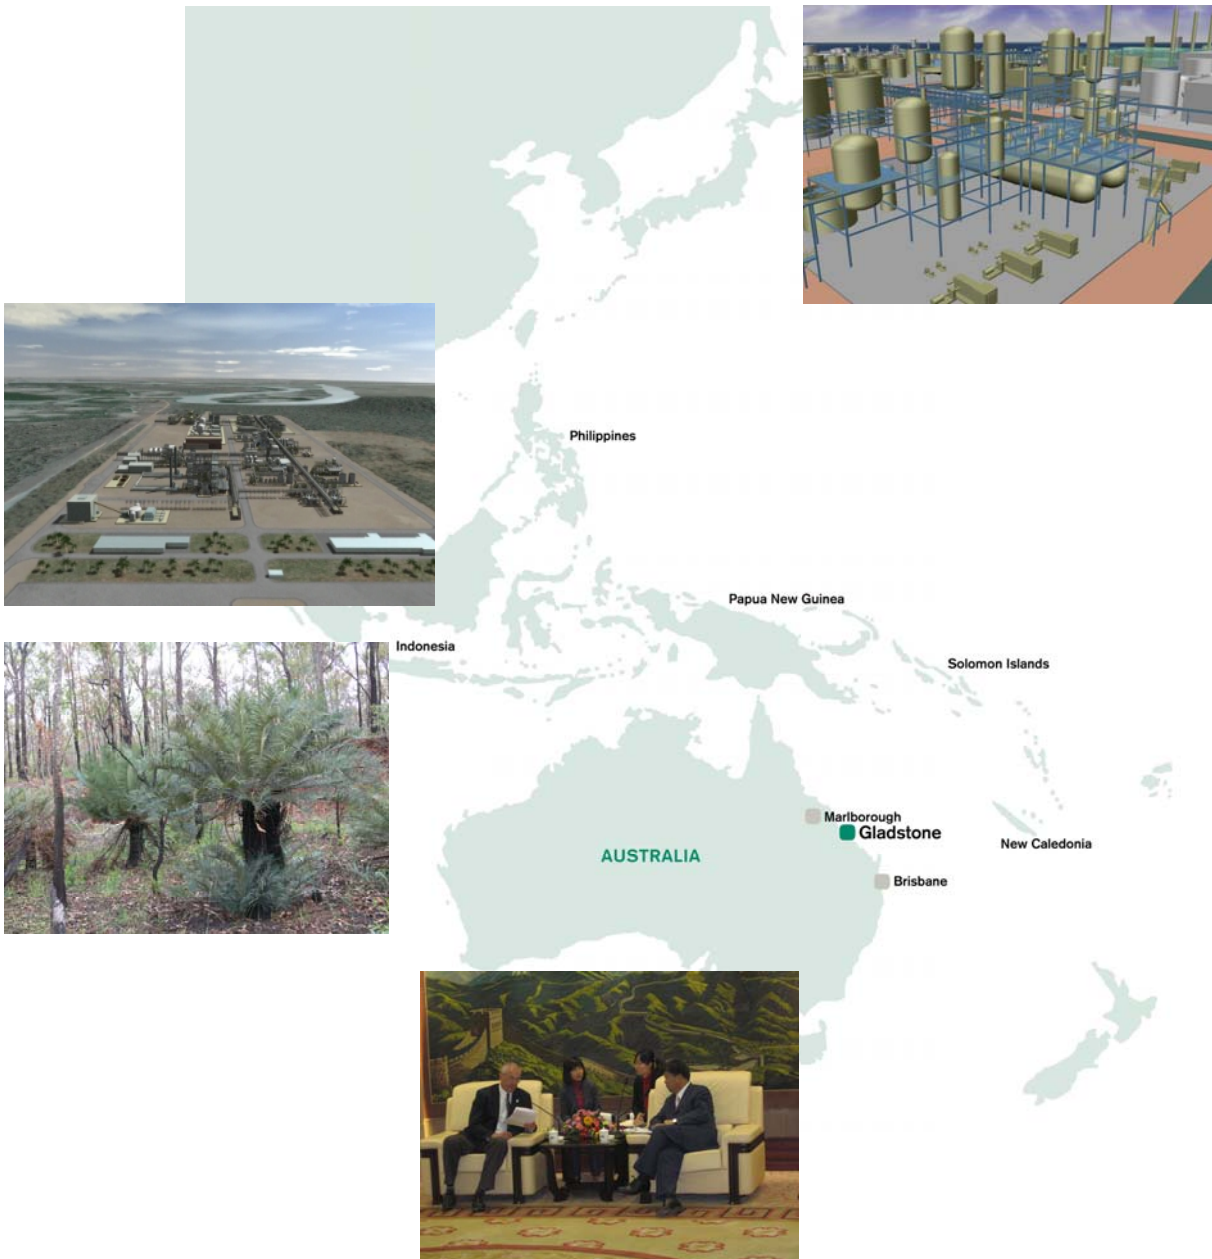 Philippines
Papua New Guinea
Indonesia
Solomon Islands
Marlborough
Gladstone
New Caledonia
AUSTRALIA
Brisbane